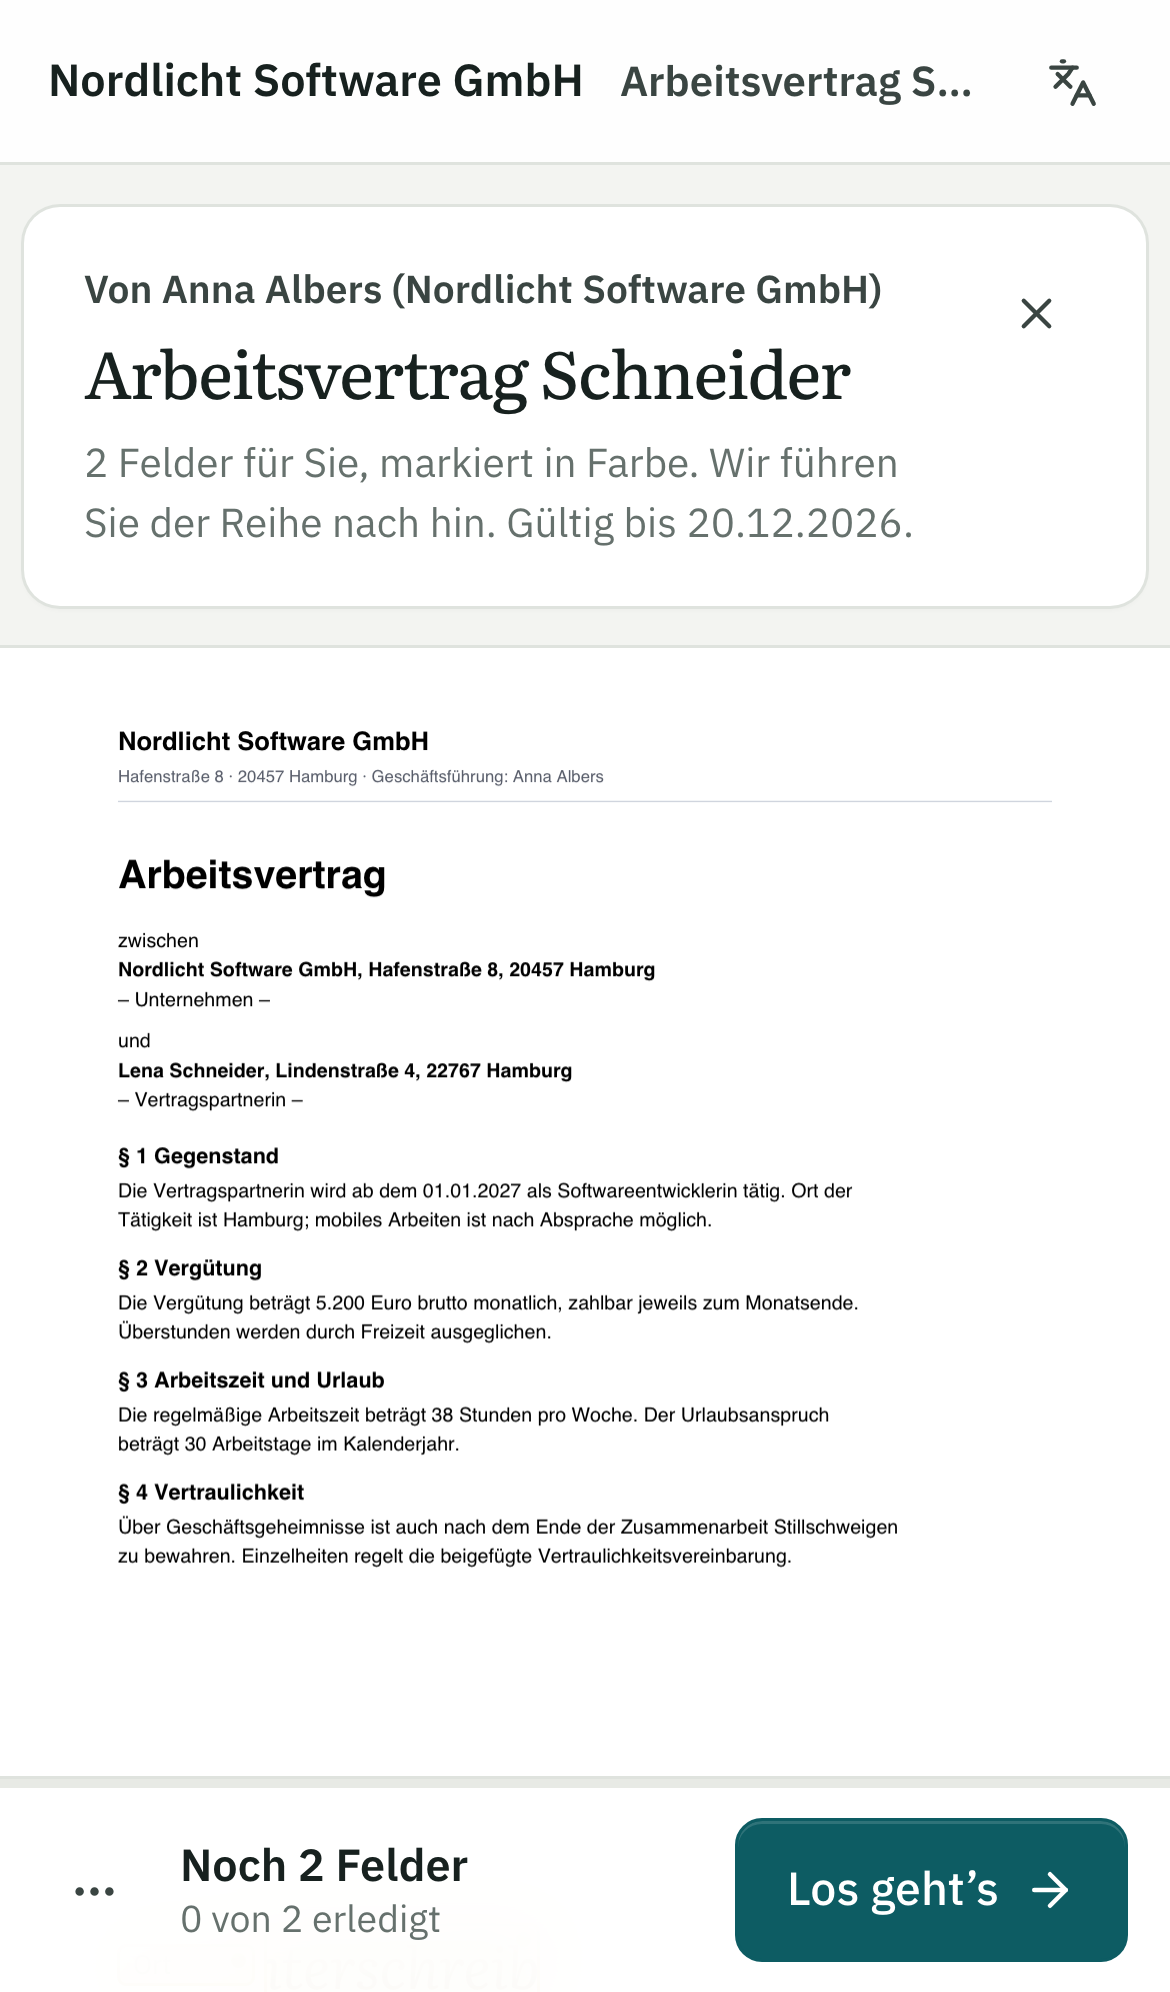 Nordlicht Software GmbH Arbeitsvertrag S...
Von Anna Albers (Nordlicht Software GmbH)
Arbeitsvertrag Schneider
2 Felder für Sie, markiert in Farbe. Wir führen
Sie der Reihe nach hin. Gültig bis 20.12.2026.
Nordlicht Software GmbH
Hafenstraße 8 · 20457 Hamburg · Geschäftsführung: Anna Albers
Arbeitsvertrag
zwischen
Nordlicht Software GmbH, Hafenstraße 8, 20457 Hamburg
– Unternehmen –
und
Lena Schneider, Lindenstraße 4, 22767 Hamburg
– Vertragspartnerin –
§ 1 Gegenstand
Die Vertragspartnerin wird ab dem 01.01.2027 als Softwareentwicklerin tätig. Ort der
Tätigkeit ist Hamburg; mobiles Arbeiten ist nach Absprache möglich.
§ 2 Vergütung
Die Vergütung beträgt 5.200 Euro brutto monatlich, zahlbar jeweils zum Monatsende.
Überstunden werden durch Freizeit ausgeglichen.
§ 3 Arbeitszeit und Urlaub
Die regelmäßige Arbeitszeit beträgt 38 Stunden pro Woche. Der Urlaubsanspruch
beträgt 30 Arbeitstage im Kalenderjahr.
§ 4 Vertraulichkeit
Über Geschäftsgeheimnisse ist auch nach dem Ende der Zusammenarbeit Stillschweigen
zu bewahren. Einzelheiten regelt die beigefügte Vertraulichkeitsvereinbarung.
Noch 2 Felder
0 von 2 erledigt
Los geht’s